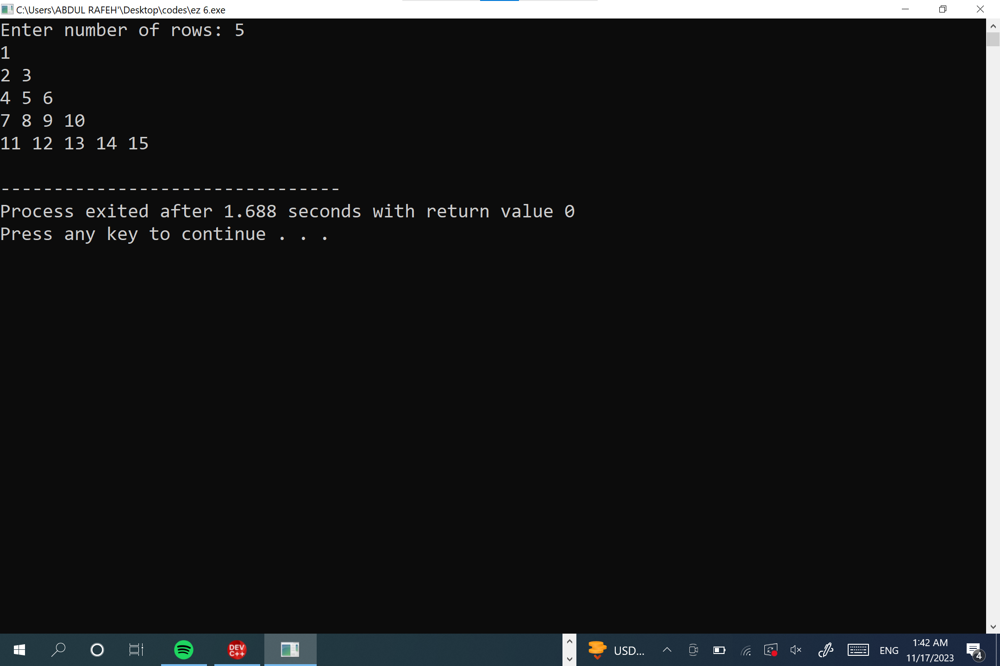 C:\Users\ABDUL RAFEH'\Desktop\codes\ez 6.exe
Enter number of rows: 5
1
2 3
4 5 6
7 8 9 10
11 12 13 14 15
--------------------------------
Process exited after 1.688 seconds with return value 0
Press any key to continue . . .
DEV
C++
USD...
ENG
1:42 AM
11/17/2023
4